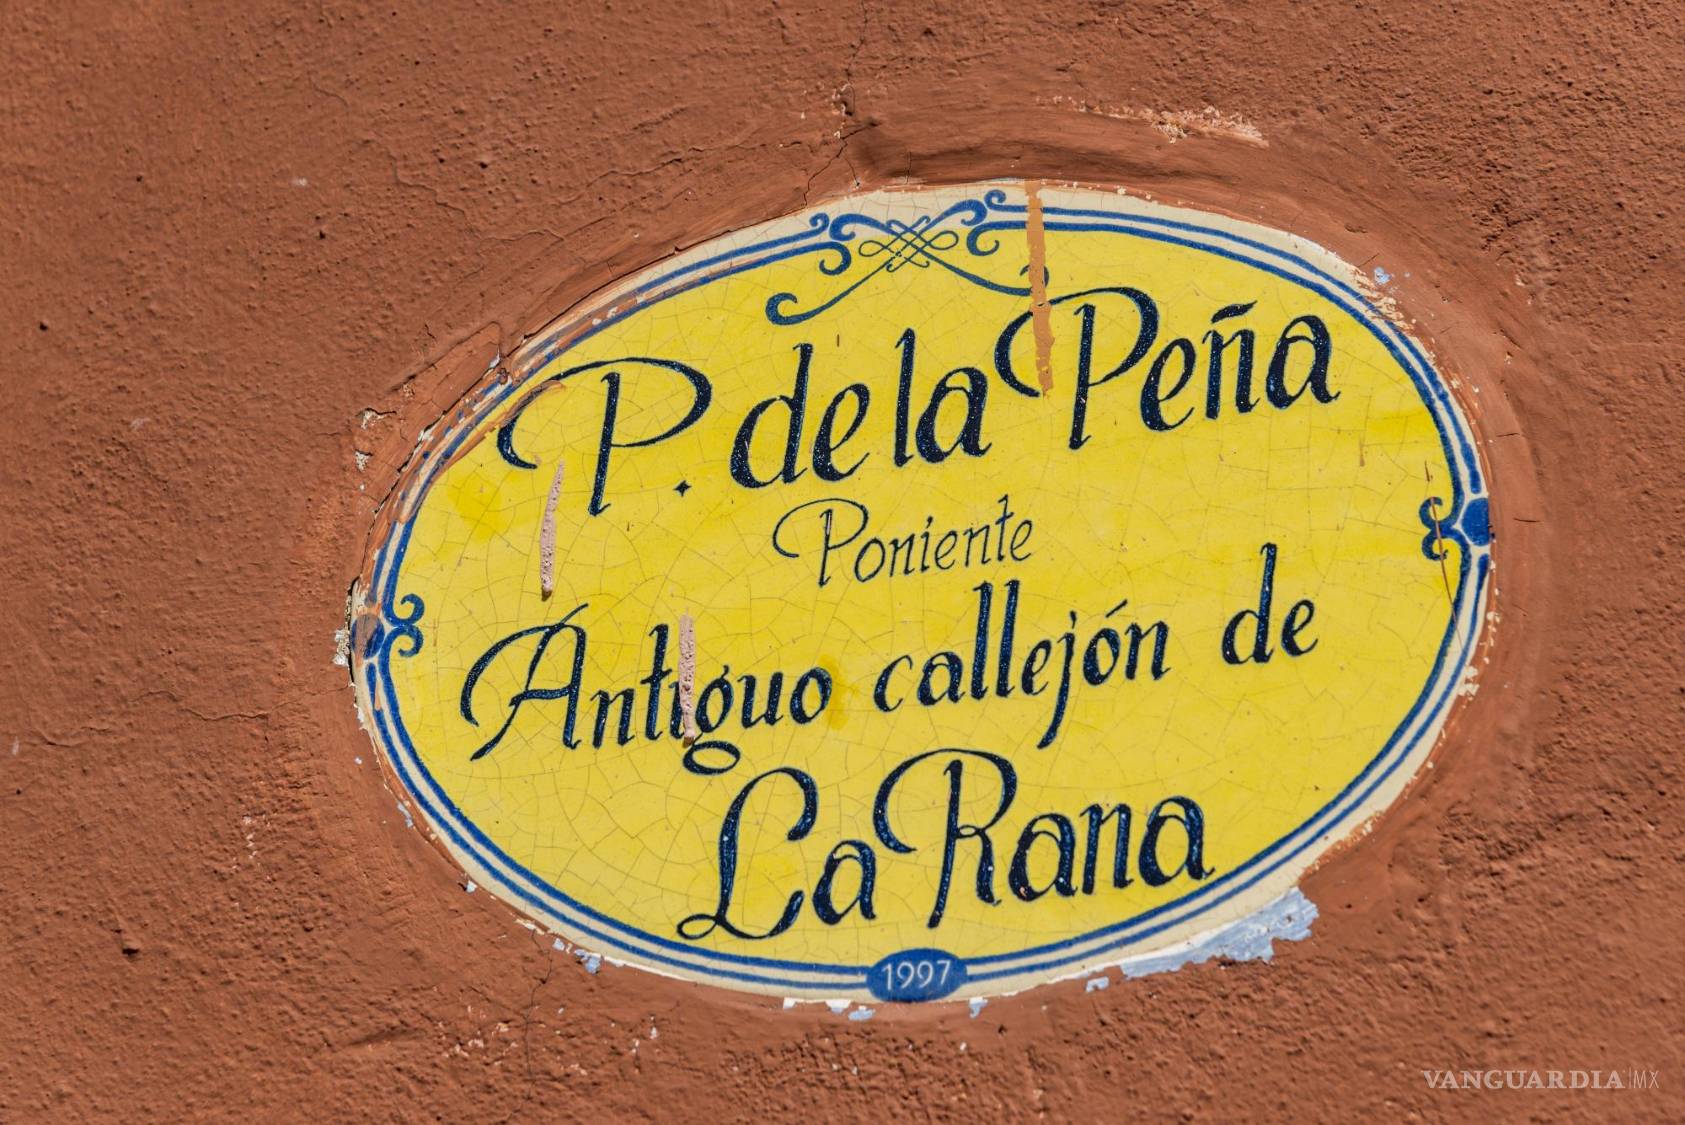 P. de la Peña
Poniente
Antiguo callejón de
La Rana
1997
VANGUARDIA|MX